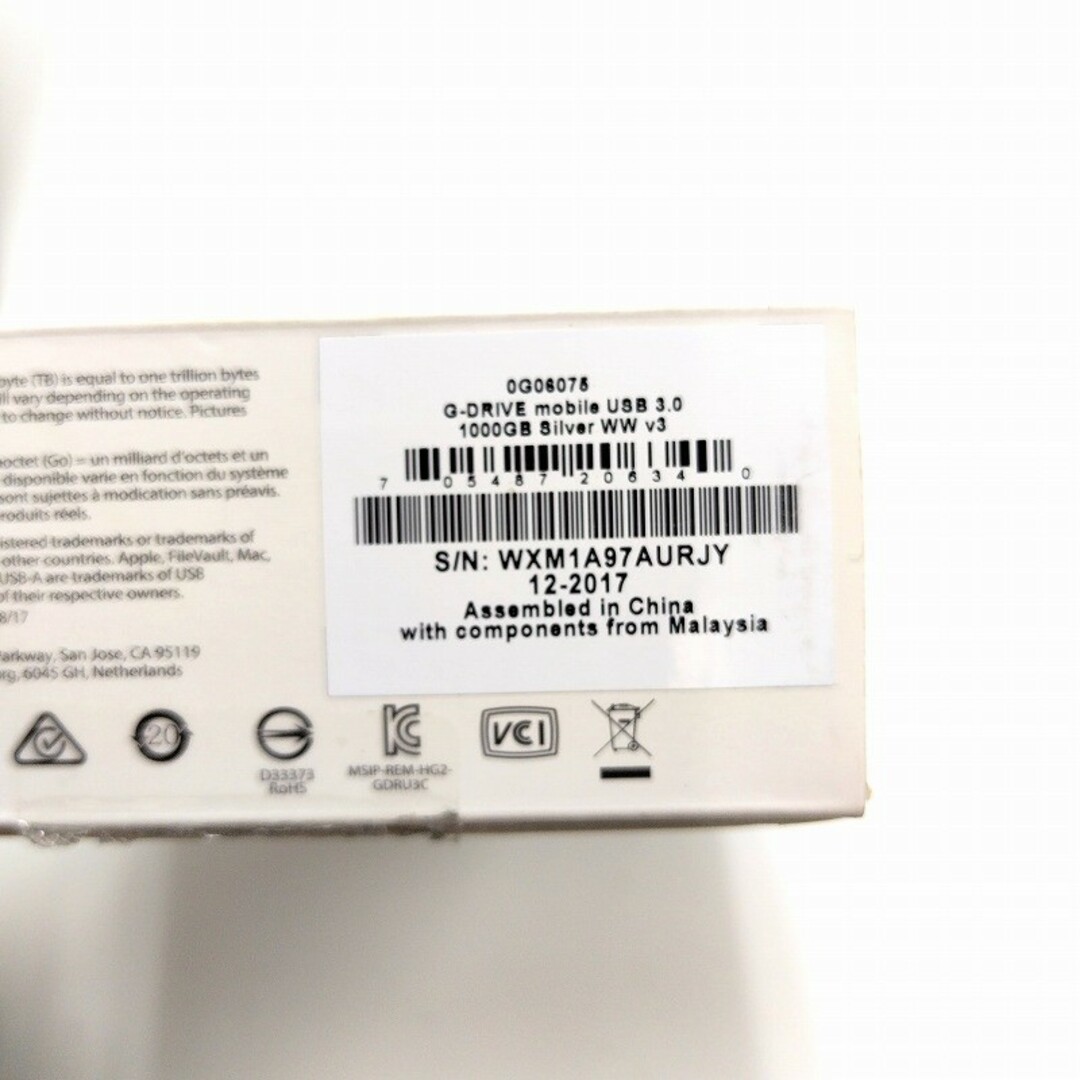 byte (TB) is equal to one trillion bytes
ll vary depending on the operating
to change without notice. Pictures
octet (Go) = un milliard d'octets et un
disponible varie en fonction du système
sont sujettes à modication sans préavis.
roduits réels.
istered trademarks or trademarks of
other countries. Apple, FileVault, Mac,
USB-A are trademarks of USB
of their respective owners.
8/17
arkway, San Jose, CA 95119
rg, 6045 GH, Netherlands
0G06075
G-DRIVE mobile USB 3.0
1000GB Silver WW v3
7 05487 20634 0
S/N: WXM1A97AURJY
12-2017
Assembled in China
with components from Malaysia
20
D33373
RoHS
MSIP-REM-HG2-
GDRU3C
VCI